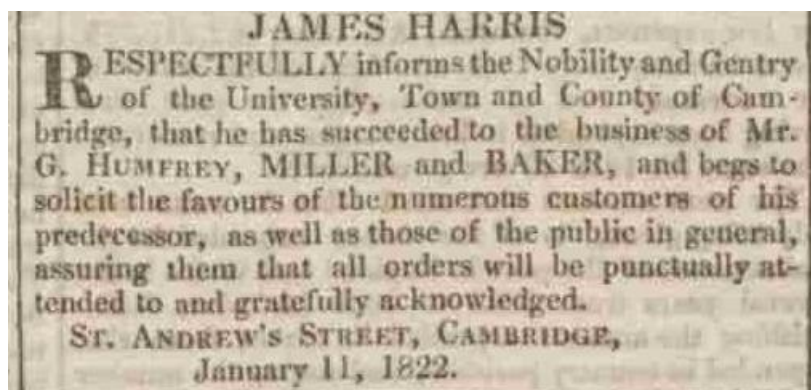 JAMES HARRIS
RESPECTFULLY informs the Nobility and Gentry
of the University, Town and County of Cam-
bridge, that he has succeeded to the business of Mr.
G. HUMFREY, MILLER and BAKER, and begs to
solicit the favours of the numerous customers of his
predecessor, as well as those of the public in general,
assuring them that all orders will be punctually at-
tended to and gratefully acknowledged.
ST. ANDREW'S STREET, CAMBRIDGE,
January 11, 1822.